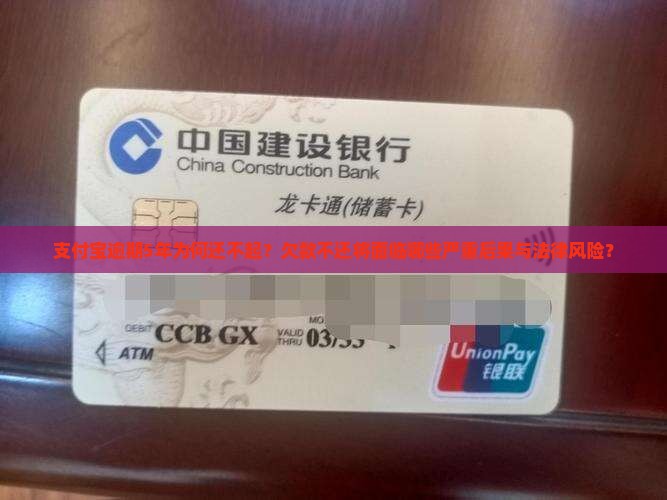 中国建设银行
China Construction Bank
龙卡通(储蓄卡)
支付宝逾期5年为何还不起？欠款不还将面临哪些严重后果与法律风险？
DEBIT CCB GX VALID THRU MO 03/33
ATM
UnionPay
银联